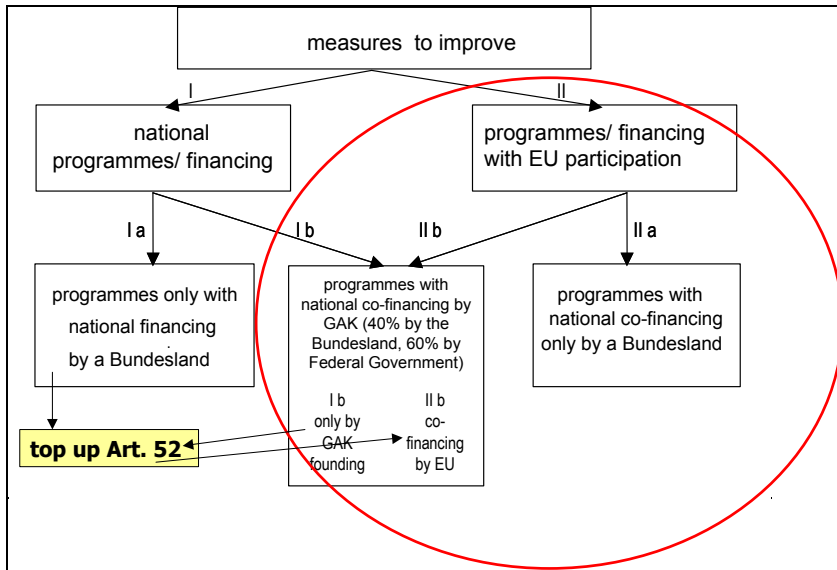 measures to improve
I
II
national
programmes/ financing
programmes/ financing
with EU participation
I a
I b
II b
II a
programmes only with
national financing
by a Bundesland
programmes with
national co-financing by
GAK (40% by the
Bundesland, 60% by
Federal Government)
programmes with
national co-financing
only by a Bundesland
I b
only by
GAK
founding
II b
co-
financing
by EU
top up Art. 52